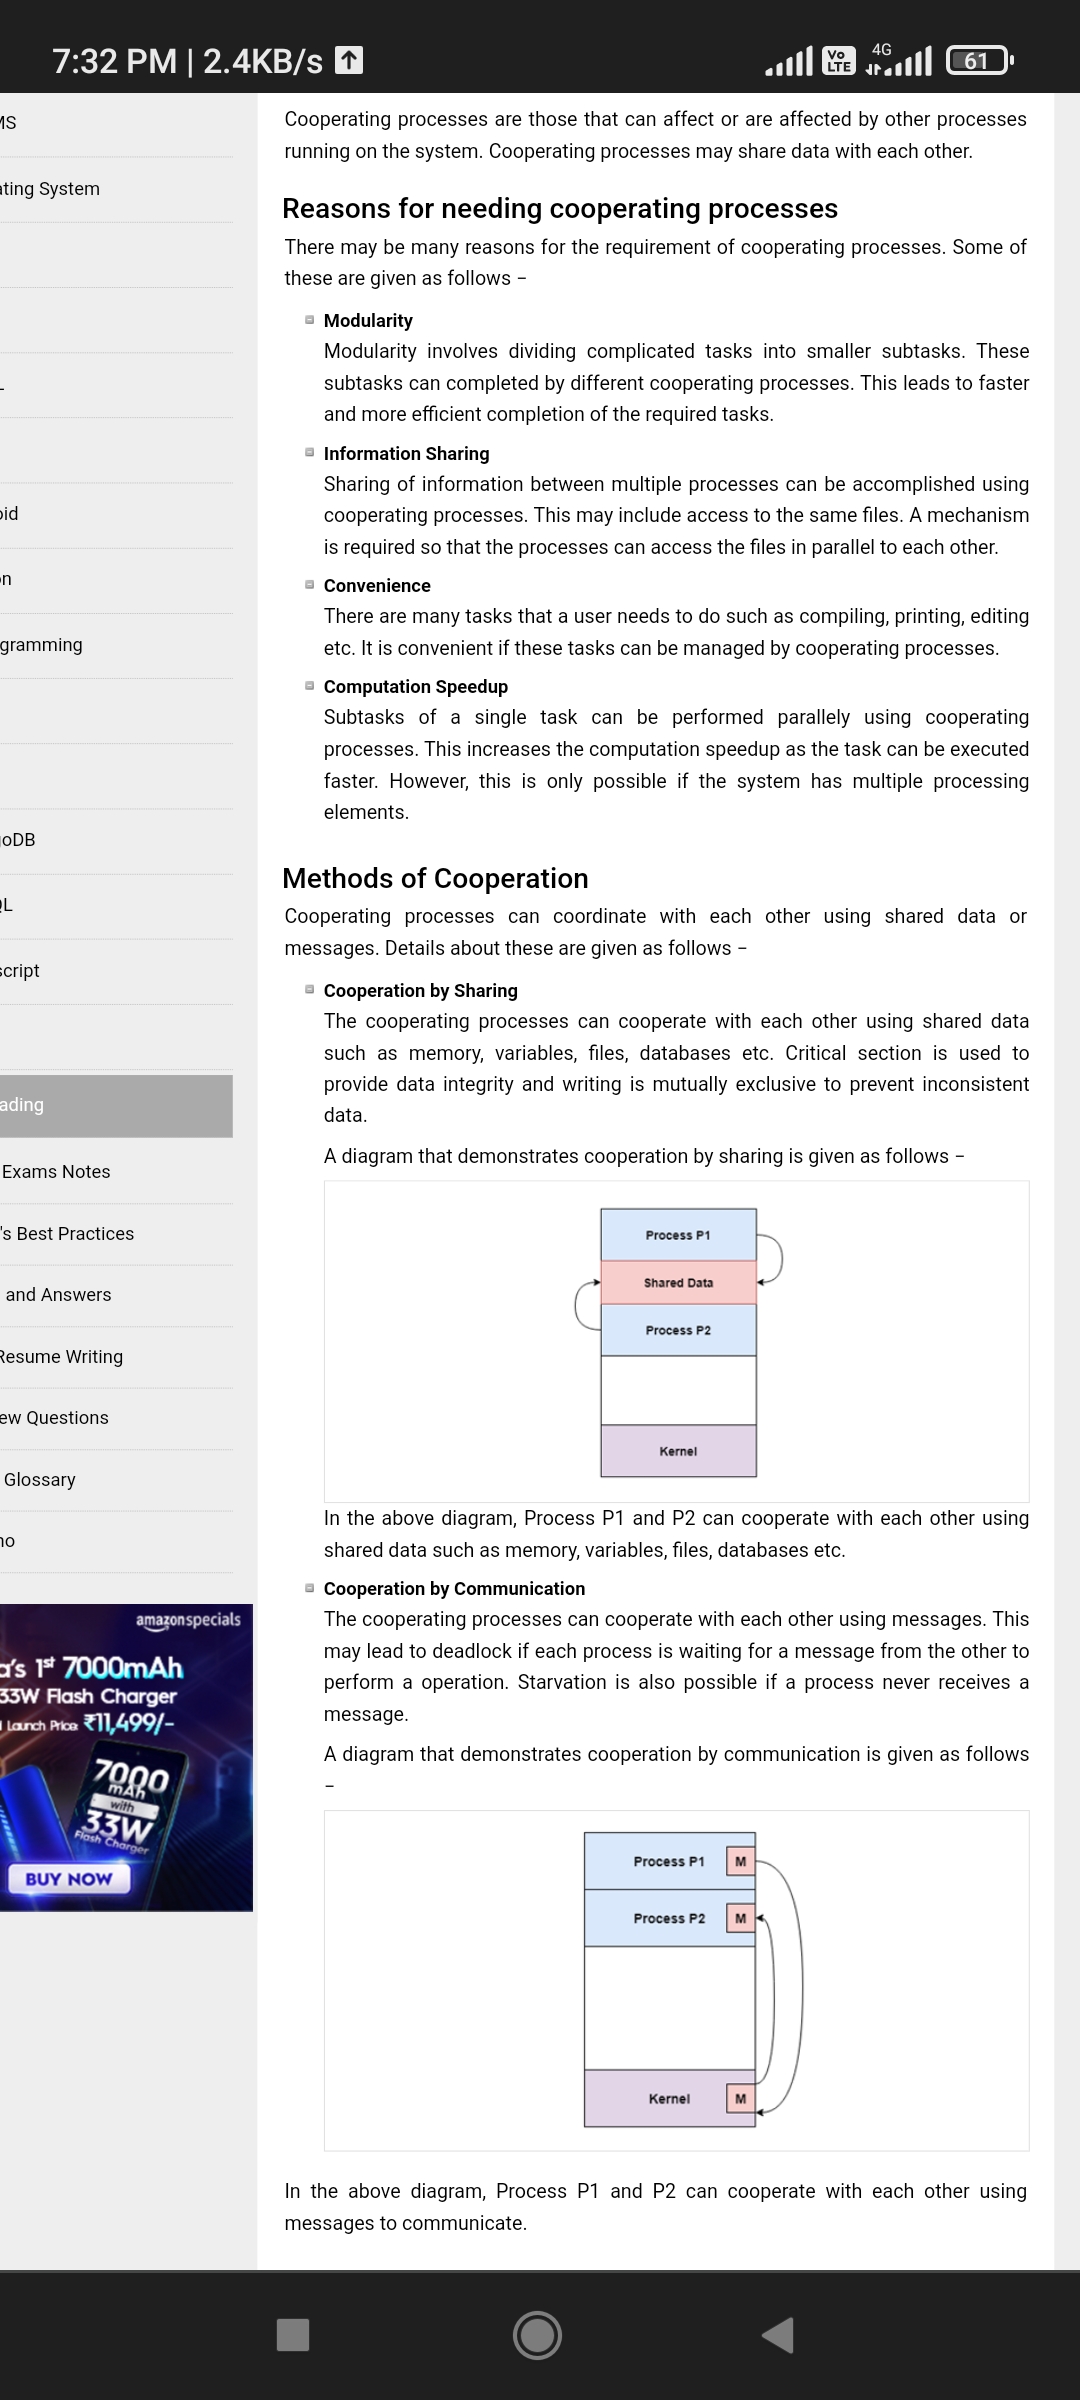 7:32 PM | 2.4KB/s
Vo LTE
4G
61
MS
ating System
oid
on
gramming
goDB
QL
script
ading
Exams Notes
's Best Practices
and Answers
Resume Writing
ew Questions
Glossary
no
amazonspecials
a's 1st 7000mAh
33W Flash Charger
Launch Price ₹11,499/-
7000
mAh
with
33W
Flash Charger
BUY NOW
Cooperating processes are those that can affect or are affected by other processes
running on the system. Cooperating processes may share data with each other.
Reasons for needing cooperating processes
There may be many reasons for the requirement of cooperating processes. Some of
these are given as follows −
Modularity
Modularity involves dividing complicated tasks into smaller subtasks. These
subtasks can completed by different cooperating processes. This leads to faster
and more efficient completion of the required tasks.
Information Sharing
Sharing of information between multiple processes can be accomplished using
cooperating processes. This may include access to the same files. A mechanism
is required so that the processes can access the files in parallel to each other.
Convenience
There are many tasks that a user needs to do such as compiling, printing, editing
etc. It is convenient if these tasks can be managed by cooperating processes.
Computation Speedup
Subtasks of a single task can be performed parallely using cooperating
processes. This increases the computation speedup as the task can be executed
faster. However, this is only possible if the system has multiple processing
elements.
Methods of Cooperation
Cooperating processes can coordinate with each other using shared data or
messages. Details about these are given as follows −
Cooperation by Sharing
The cooperating processes can cooperate with each other using shared data
such as memory, variables, files, databases etc. Critical section is used to
provide data integrity and writing is mutually exclusive to prevent inconsistent
data.
A diagram that demonstrates cooperation by sharing is given as follows −
Process P1
Shared Data
Process P2
Kernel
In the above diagram, Process P1 and P2 can cooperate with each other using
shared data such as memory, variables, files, databases etc.
Cooperation by Communication
The cooperating processes can cooperate with each other using messages. This
may lead to deadlock if each process is waiting for a message from the other to
perform a operation. Starvation is also possible if a process never receives a
message.
A diagram that demonstrates cooperation by communication is given as follows
−
Process P1 M
Process P2 M
Kernel M
In the above diagram, Process P1 and P2 can cooperate with each other using
messages to communicate.